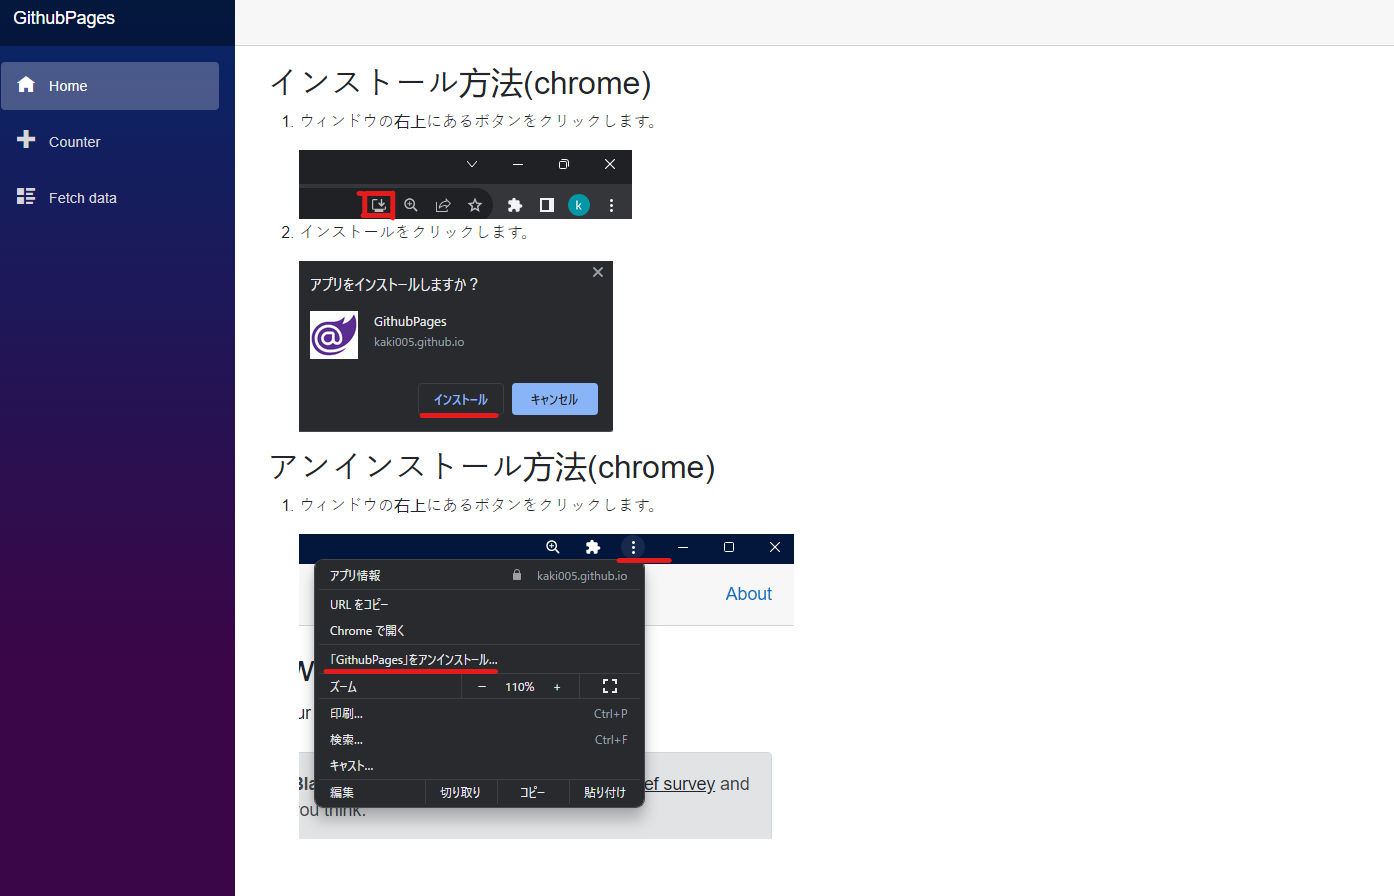 GithubPages
Home
Counter
Fetch data
インストール方法(chrome)
1. ウィンドウの右上にあるボタンをクリックします。
k
2. インストールをクリックします。
アプリをインストールしますか？
GithubPages
kaki005.github.io
インストール
キャンセル
アンインストール方法(chrome)
1. ウィンドウの右上にあるボタンをクリックします。
アプリ情報 kaki005.github.io
About
URL をコピー
Chrome で開く
「GithubPages」をアンインストール...
ズーム − 110% +
印刷... Ctrl+P
検索... Ctrl+F
キャスト...
編集 切り取り コピー 貼り付け
survey and
think.